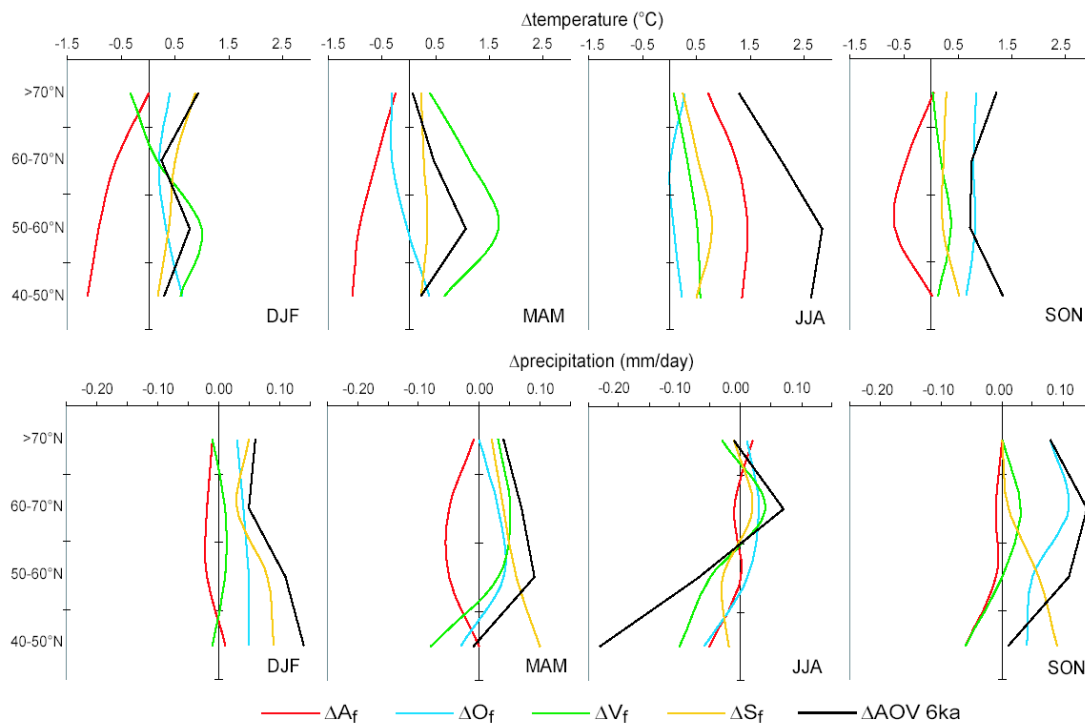 Δtemperature (°C)
-1.5 -0.5 0.5 1.5 2.5 -1.5 -0.5 0.5 1.5 2.5 -1.5 -0.5 0.5 1.5 2.5 -1.5 -0.5 0.5 1.5 2.5
>70°N
60-70°N
50-60°N
40-50°N
DJF MAM JJA SON
Δprecipitation (mm/day)
-0.20 -0.10 0.00 0.10 -0.20 -0.10 0.00 0.10 -0.20 -0.10 0.00 0.10 -0.20 -0.10 0.00 0.10
>70°N
60-70°N
50-60°N
40-50°N
DJF MAM JJA SON
ΔAf ΔOf ΔVf ΔSf ΔAOV 6ka